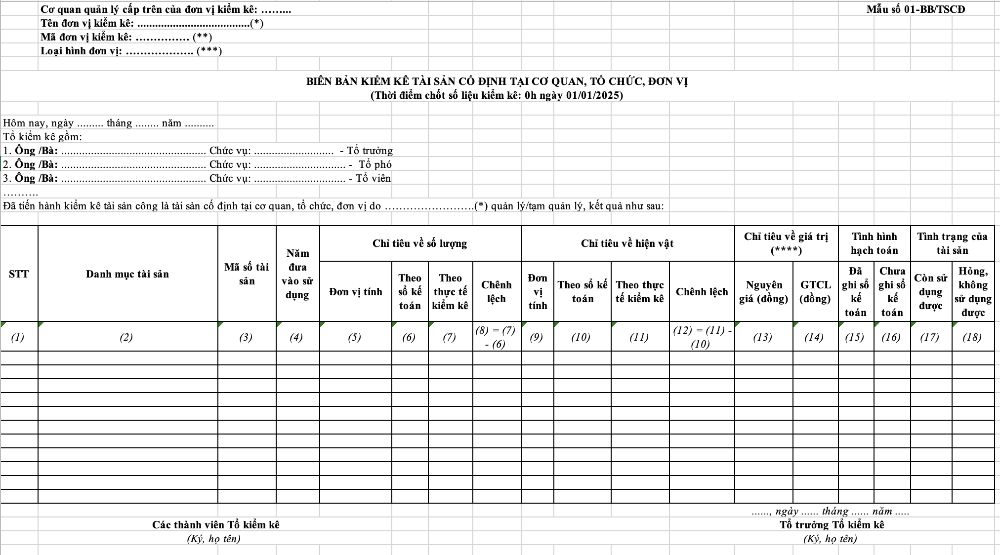 Cơ quan quản lý cấp trên của đơn vị kiểm kê: ......... Mẫu số 01-BB/TSCĐ
Tên đơn vị kiểm kê: ......................................(*)
Mã đơn vị kiểm kê: …………… (**)
Loại hình đơn vị: ………………. (***)
BIÊN BẢN KIỂM KÊ TÀI SẢN CỐ ĐỊNH TẠI CƠ QUAN, TỔ CHỨC, ĐƠN VỊ
(Thời điểm chốt số liệu kiểm kê: 0h ngày 01/01/2025)
Hôm nay, ngày ......... tháng ........ năm ..........
Tổ kiểm kê gồm:
1. Ông /Bà: ................................................. Chức vụ: ........................... - Tổ trưởng
2. Ông /Bà: ................................................. Chức vụ: ............................... - Tổ phó
3. Ông /Bà: ................................................. Chức vụ: ............................... - Tổ viên
……….
Đã tiến hành kiểm kê tài sản công là tài sản cố định tại cơ quan, tổ chức, đơn vị do …………………….(*) quản lý/tạm quản lý, kết quả như sau:
STT
Danh mục tài sản
Mã số tài
sản
Năm
đưa
vào sử
dụng
Chỉ tiêu về số lượng
Đơn vị tính
Theo
sổ kế
toán
Theo
thực tế
kiểm kê
Chênh
lệch
Chỉ tiêu về hiện vật
Đơn
vị
tính
Theo sổ kế
toán
Theo thực
tế kiểm kê
Chênh lệch
Chỉ tiêu về giá trị
(****)
Nguyên
giá (đồng)
GTCL
(đồng)
Tình hình
hạch toán
Đã
ghi sổ
kế
toán
Chưa
ghi sổ
kế
toán
Tình trạng của
tài sản
Còn sử
dụng
được
Hỏng,
không
sử dụng
được
(1) (2) (3) (4) (5) (6) (7) (8) = (7) - (6) (9) (10) (11) (12) = (11) - (10) (13) (14) (15) (16) (17) (18)
......, ngày ...... tháng ...... năm .....
Các thành viên Tổ kiểm kê Tổ trưởng Tổ kiểm kê
(Ký, họ tên) (Ký, họ tên)